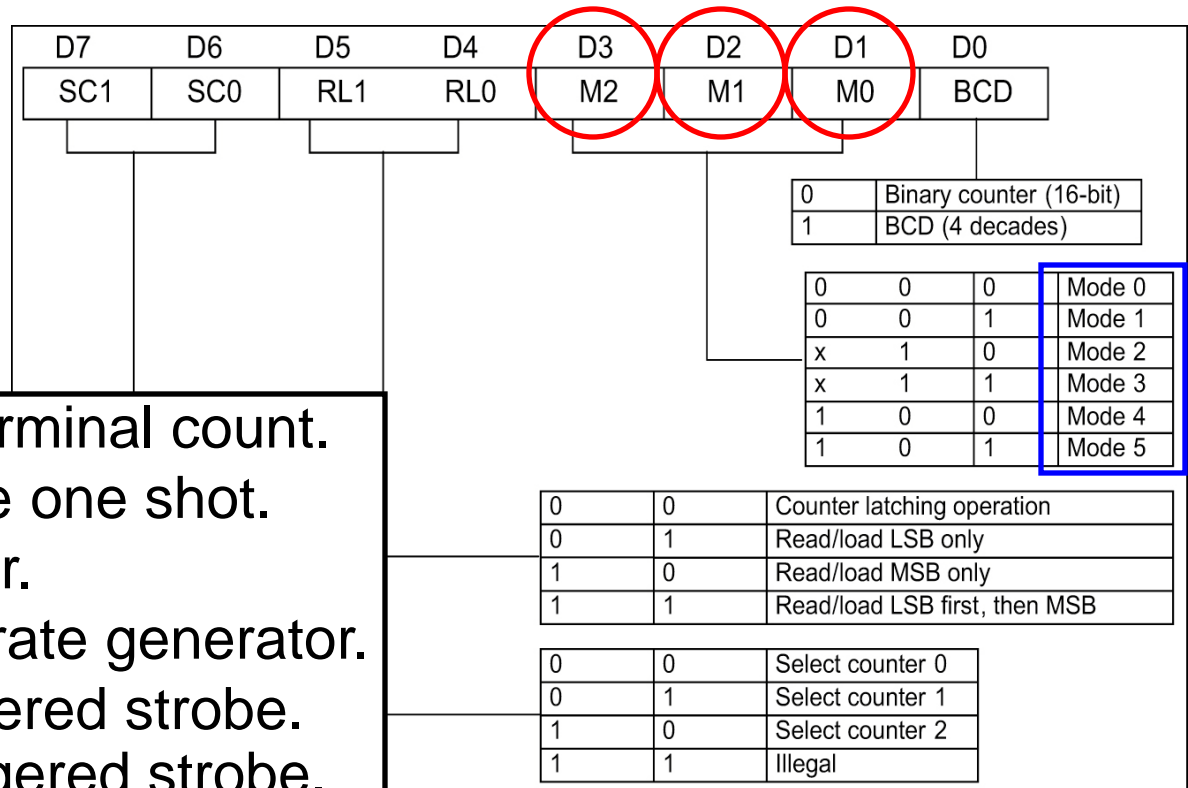 D7 D6 D5 D4 D3 D2 D1 D0
SC1 SC0 RL1 RL0 M2 M1 M0 BCD
0 Binary counter (16-bit)
1 BCD (4 decades)
0 0 0 Mode 0
0 0 1 Mode 1
x 1 0 Mode 2
x 1 1 Mode 3
1 0 0 Mode 4
1 0 1 Mode 5
rminal count.
e one shot.
r.
rate generator.
ered strobe.
gered strobe.
0 0 Counter latching operation
0 1 Read/load LSB only
1 0 Read/load MSB only
1 1 Read/load LSB first, then MSB
0 0 Select counter 0
0 1 Select counter 1
1 0 Select counter 2
1 1 Illegal